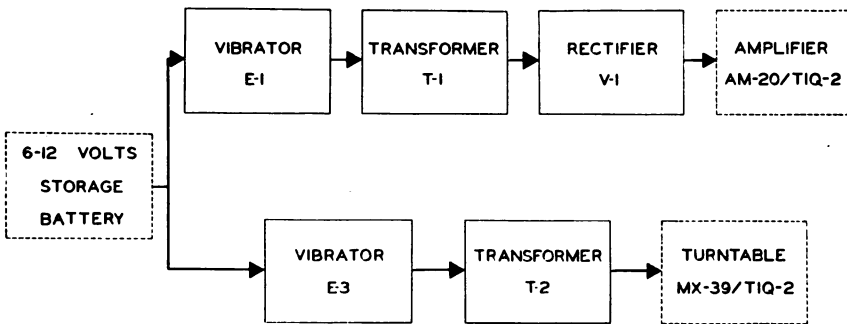 VIBRATOR
E-1
TRANSFORMER
T-1
RECTIFIER
V-1
AMPLIFIER
AM-20/TIQ-2
6-12 VOLTS
STORAGE
BATTERY
VIBRATOR
E-3
TRANSFORMER
T-2
TURNTABLE
MX-39/TIQ-2